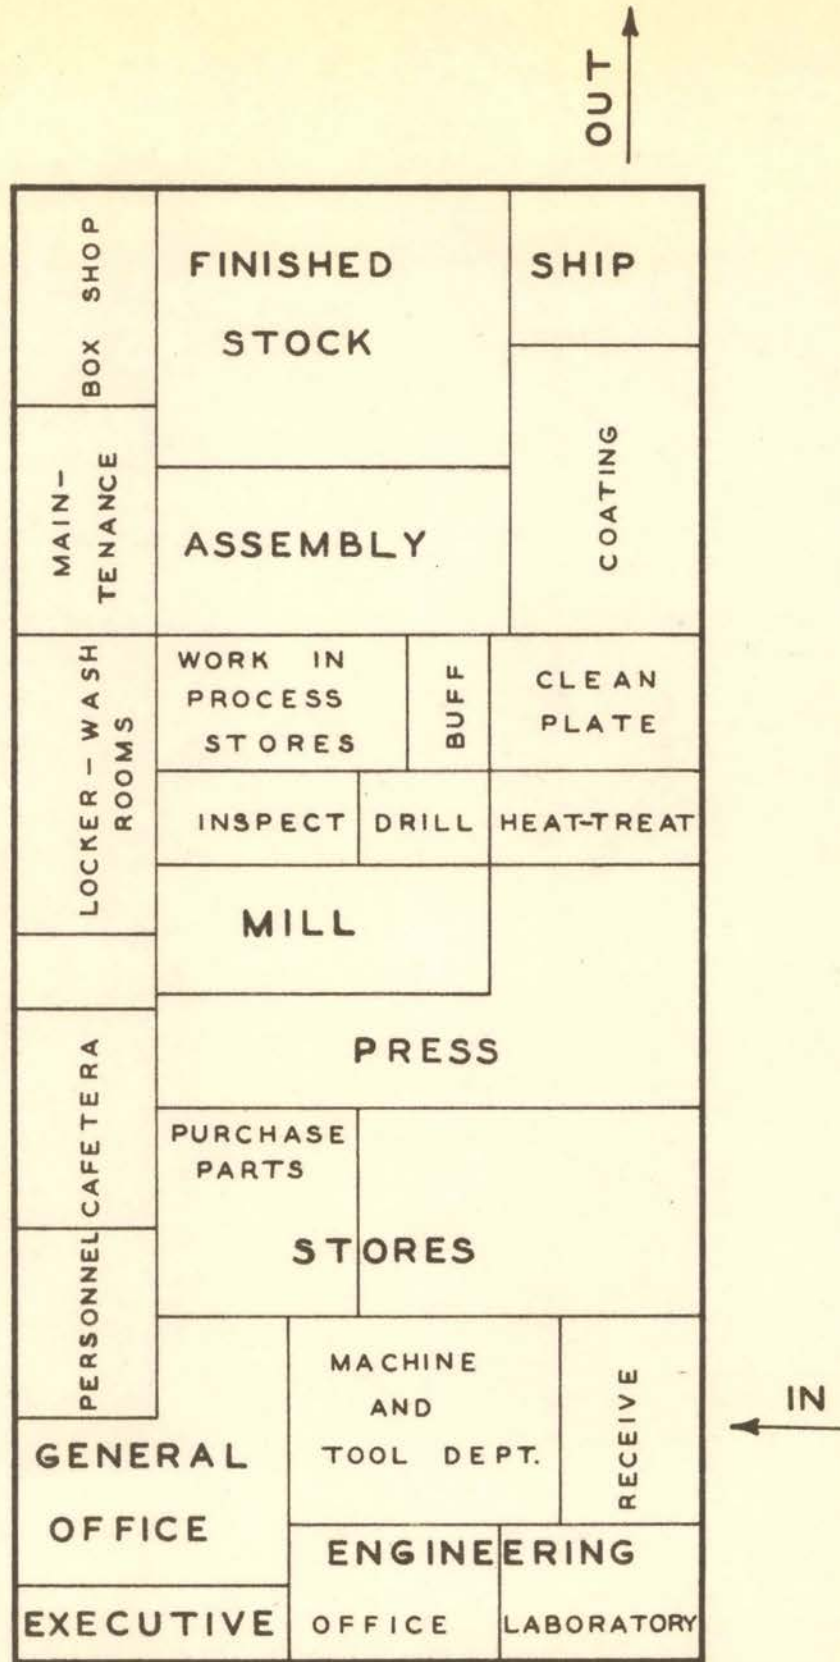 OUT
BOX SHOP
FINISHED
STOCK
SHIP
MAIN-
TENANCE
ASSEMBLY
COATING
LOCKER - WASH
ROOMS
WORK IN
PROCESS
STORES
BUFF
CLEAN
PLATE
INSPECT
DRILL
HEAT-TREAT
MILL
PRESS
CAFETERA
PURCHASE
PARTS
STORES
PERSONNEL
MACHINE
AND
TOOL DEPT.
RECEIVE
IN
GENERAL
OFFICE
ENGINEERING
OFFICE
LABORATORY
EXECUTIVE